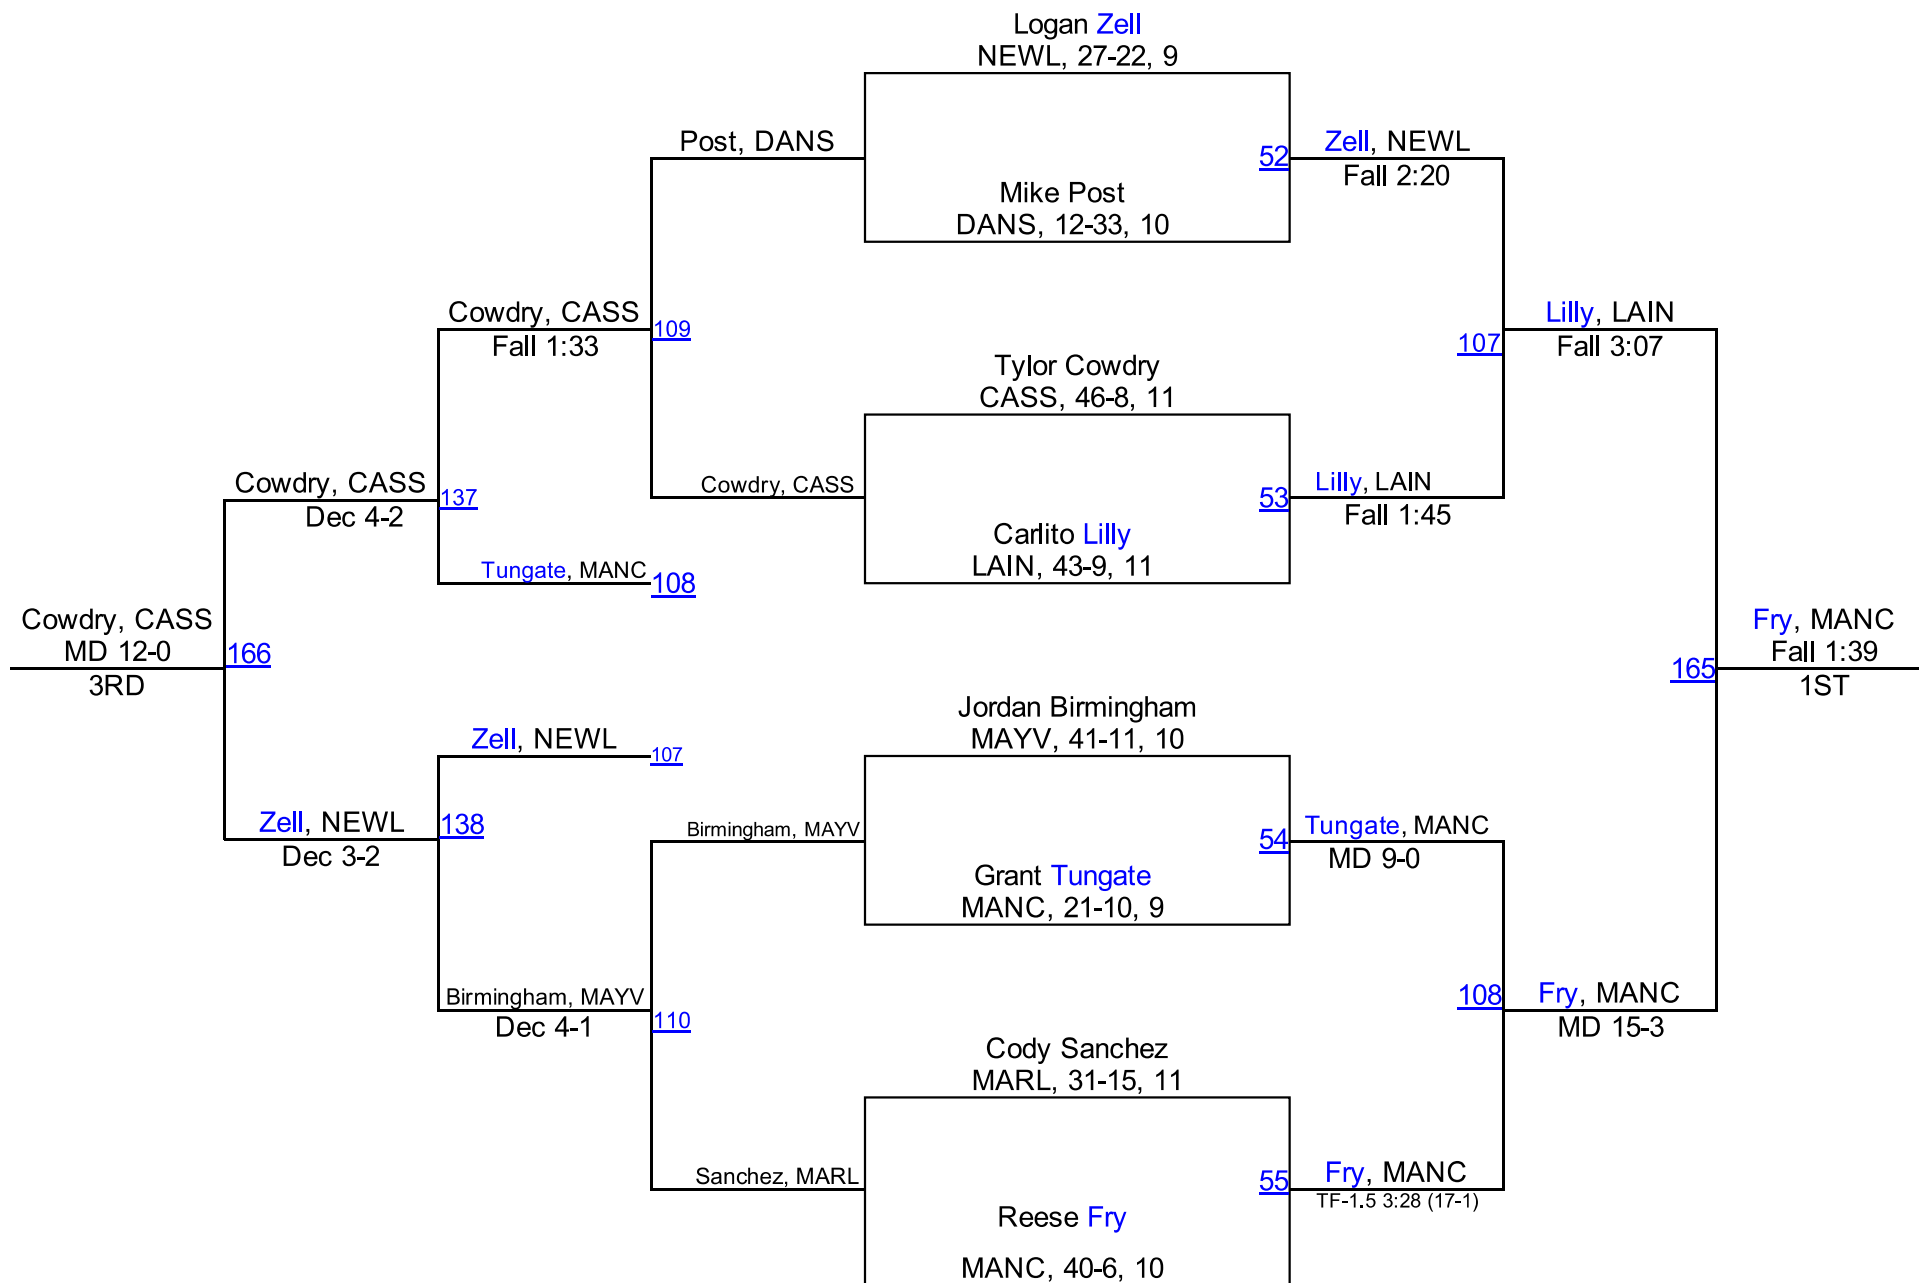 Logan Zell
NEWL, 27-22, 9
Post, DANS
52
Zell, NEWL
Fall 2:20
Mike Post
DANS, 12-33, 10
Cowdry, CASS
Fall 1:33
109
107
Lilly, LAIN
Fall 3:07
Tylor Cowdry
CASS, 46-8, 11
Cowdry, CASS
Dec 4-2
137
Cowdry, CASS
53
Lilly, LAIN
Fall 1:45
Carlito Lilly
LAIN, 43-9, 11
Tungate, MANC
108
Cowdry, CASS
MD 12-0
3RD
166
165
Fry, MANC
Fall 1:39
1ST
Jordan Birmingham
MAYV, 41-11, 10
Zell, NEWL
107
Zell, NEWL
Dec 3-2
138
Birmingham, MAYV
54
Tungate, MANC
MD 9-0
Grant Tungate
MANC, 21-10, 9
Birmingham, MAYV
Dec 4-1
110
108
Fry, MANC
MD 15-3
Cody Sanchez
MARL, 31-15, 11
Sanchez, MARL
55
Fry, MANC
TF-1.5 3:28 (17-1)
Reese Fry
MANC, 40-6, 10